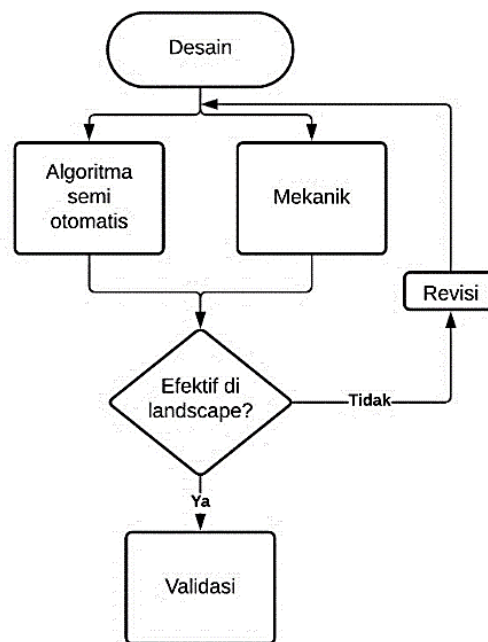 Desain
Algoritma
semi
otomatis
Mekanik
Revisi
Efektif di
landscape?
Tidak
Ya
Validasi